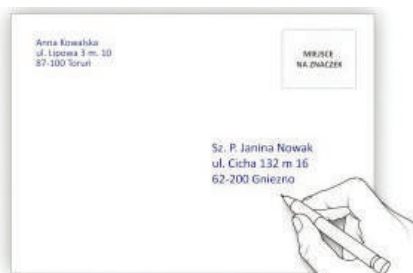 Anna Kowalska
ul. Lipowa 3 m. 10
87-100 Toruń
MIEJSCE
NA ZNACZEK
Sz. P. Janina Nowak
ul. Cicha 132 m 16
62-200 Gniezno